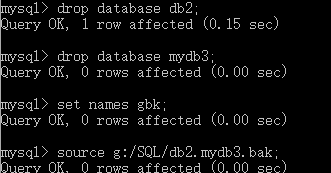 mysql> drop database db2;
Query OK, 1 row affected (0.15 sec)
mysql> drop database mydb3;
Query OK, 0 rows affected (0.00 sec)
mysql> set names gbk;
Query OK, 0 rows affected (0.00 sec)
mysql> source g:/SQL/db2.mydb3.bak;
Query OK, 0 rows affected (0.00 sec)